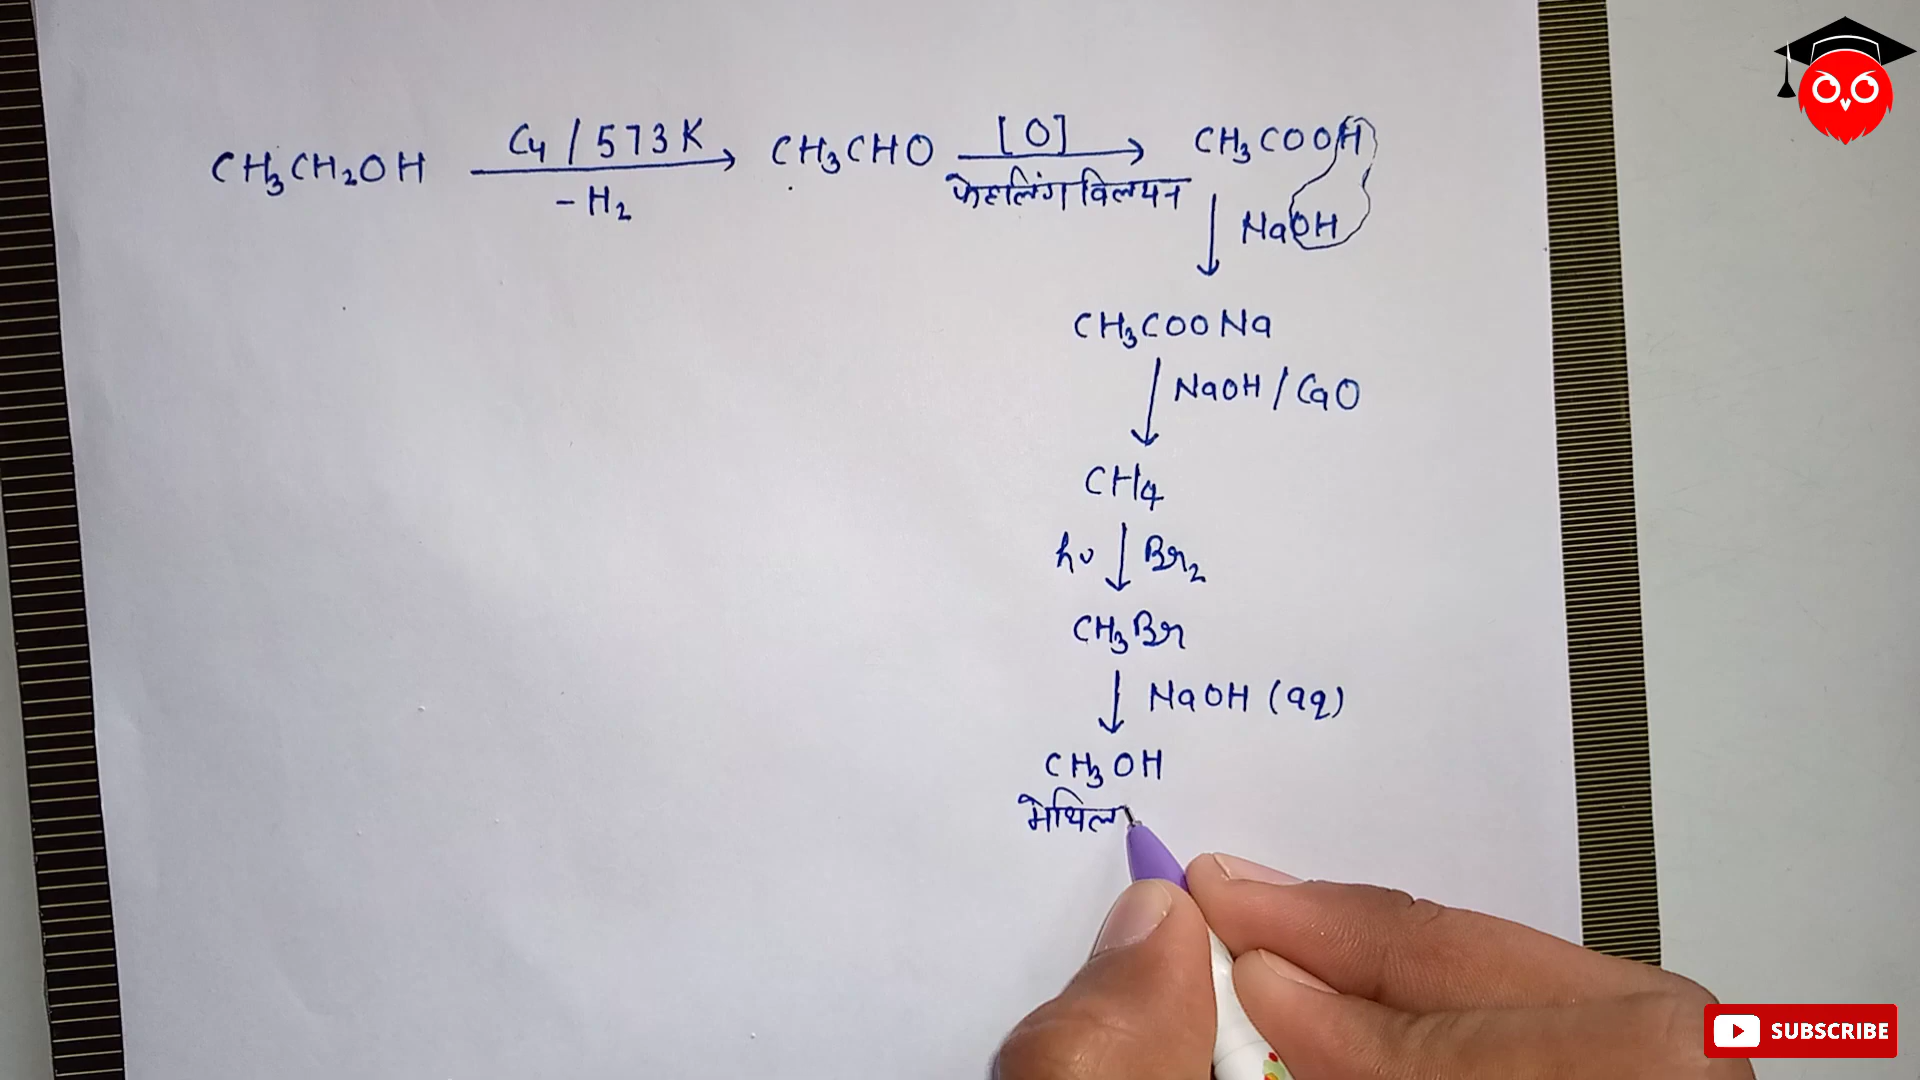 CH₃CH₂OH Cu / 573 K CH₃CHO [O] CH₃COOH
- H₂ फेहलिंग विलयन
NaOH
CH₃COONa
NaOH / CaO
CH₄
hν Br₂
CH₃Br
NaOH (aq)
CH₃OH
मेथिल
SUBSCRIBE